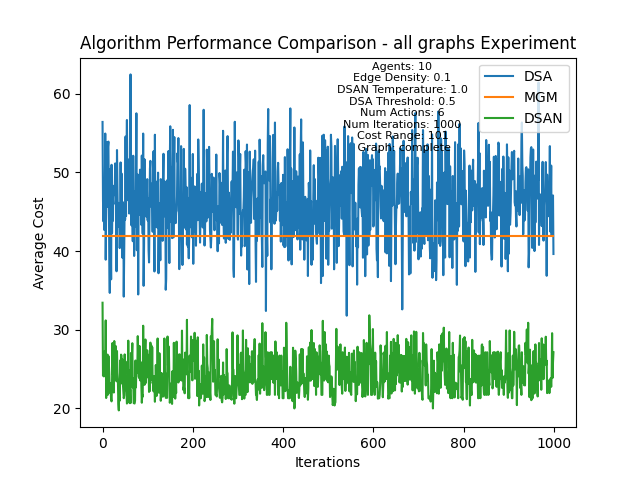 Algorithm Performance Comparison - all graphs Experiment
Agents: 10
Edge Density: 0.1
DSAN Temperature: 1.0
DSA Threshold: 0.5
Num Actions: 6
Num Iterations: 1000
Cost Range: 101
Graph: complete
DSA
MGM
DSAN
Average Cost
60
50
40
30
20
0
200
400
600
800
1000
Iterations